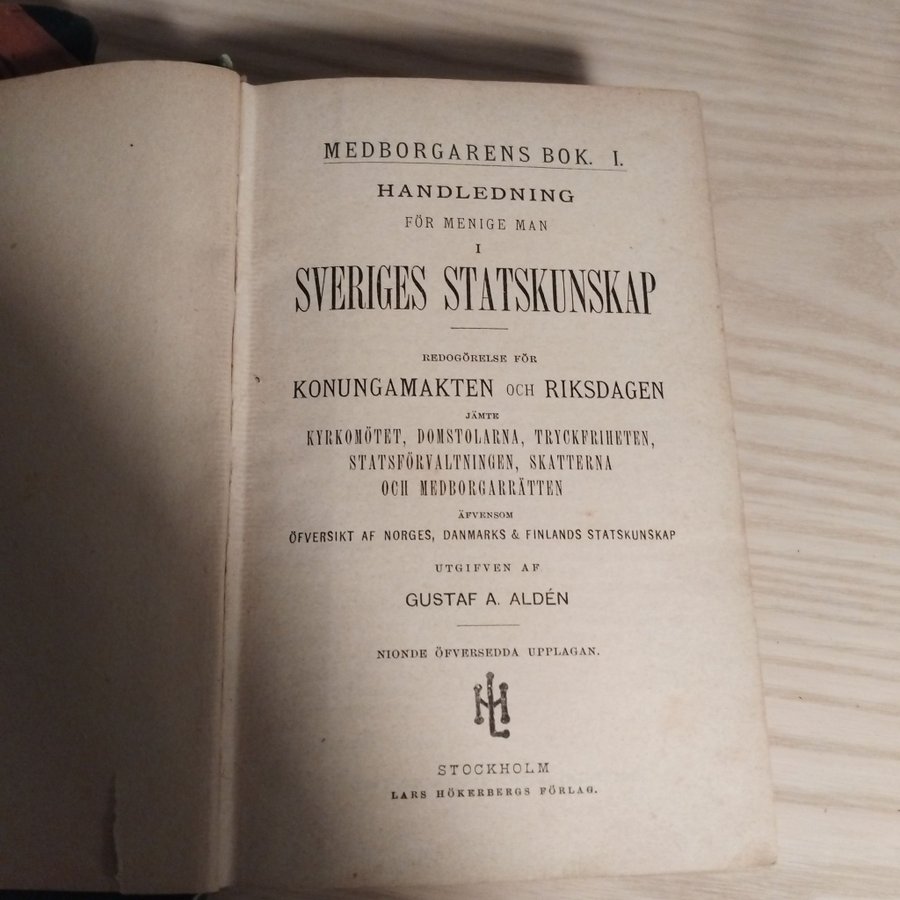 MEDBORGARENS BOK. I.
HANDLEDNING
FÖR MENIGE MAN
I
SVERIGES STATSKUNSKAP
REDOGÖRELSE FÖR
KONUNGAMAKTEN OCH RIKSDAGEN
JÄMTE
KYRKOMÖTET, DOMSTOLARNA, TRYCKFRIHETEN,
STATSFÖRVALTNINGEN, SKATTERNA
OCH MEDBORGARRÄTTEN
ÄFVENSOM
ÖFVERSIKT AF NORGES, DANMARKS & FINLANDS STATSKUNSKAP
UTGIFVEN AF
GUSTAF A. ALDÉN
NIONDE ÖFVERSEDDA UPPLAGAN.
LH
STOCKHOLM
LARS HÖKERBERGS FÖRLAG.